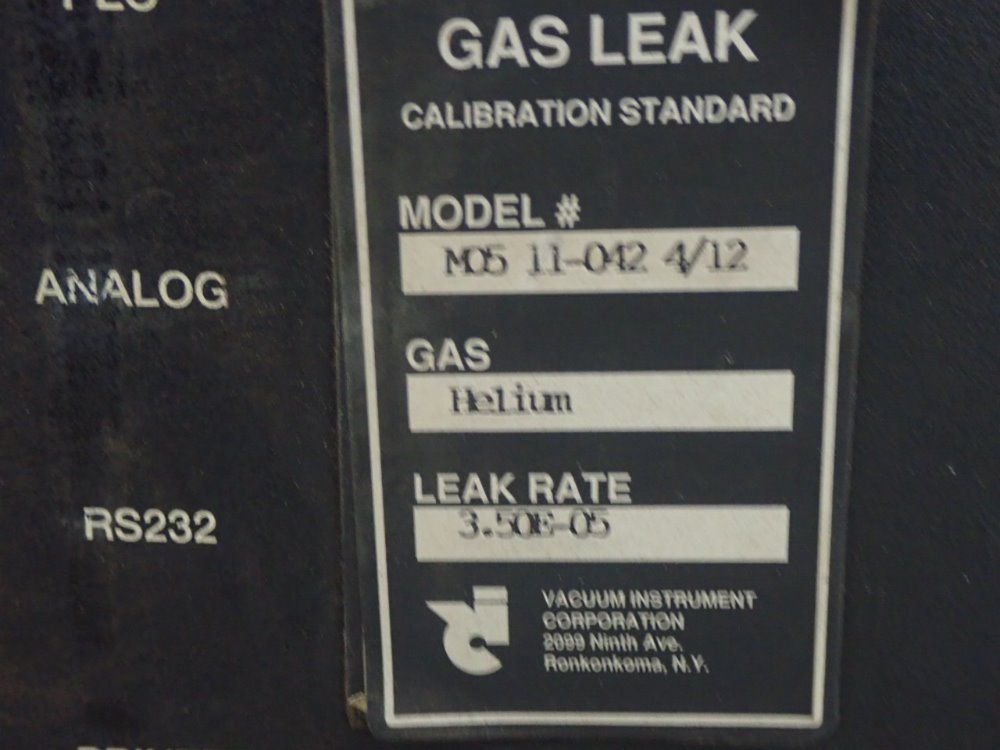 GAS LEAK
CALIBRATION STANDARD
MODEL #
M05 11-042 4/12
GAS
Helium
LEAK RATE
3.50E-05
VACUUM INSTRUMENT
CORPORATION
2099 Ninth Ave.
Ronkonkoma, N.Y.
ANALOG
RS232